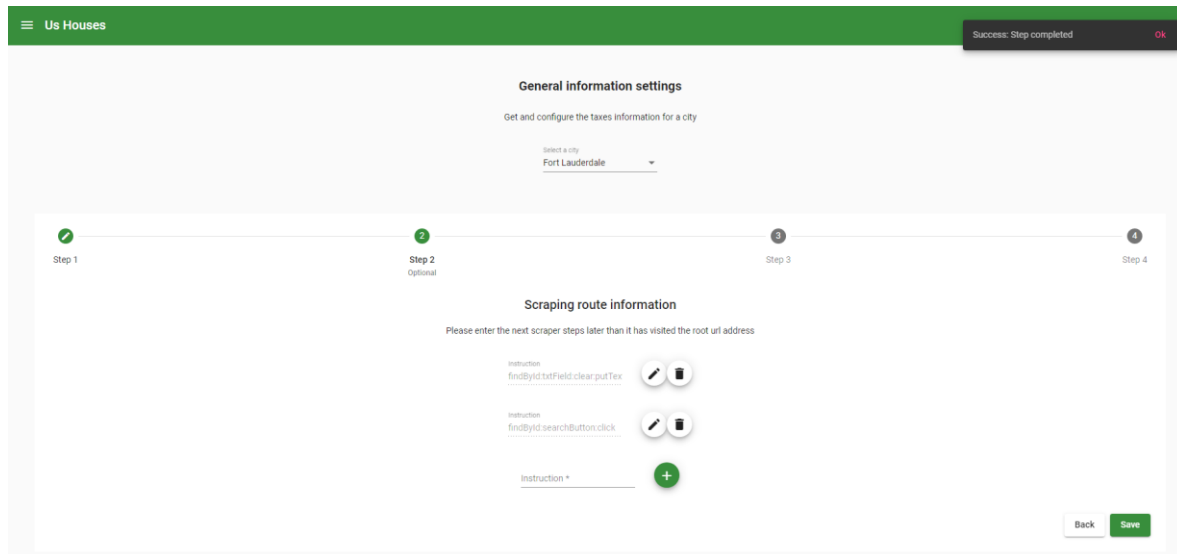 Us Houses
Success: Step completed Ok
General information settings
Get and configure the taxes information for a city
Select a city
Fort Lauderdale
2 3 4
Step 1 Step 2 Step 3 Step 4
Optional
Scraping route information
Please enter the next scraper steps later than it has visited the root url address
Instruction
findById:txtField:clear:putTex
Instruction
findById:searchButton:click
Instruction *
Back Save